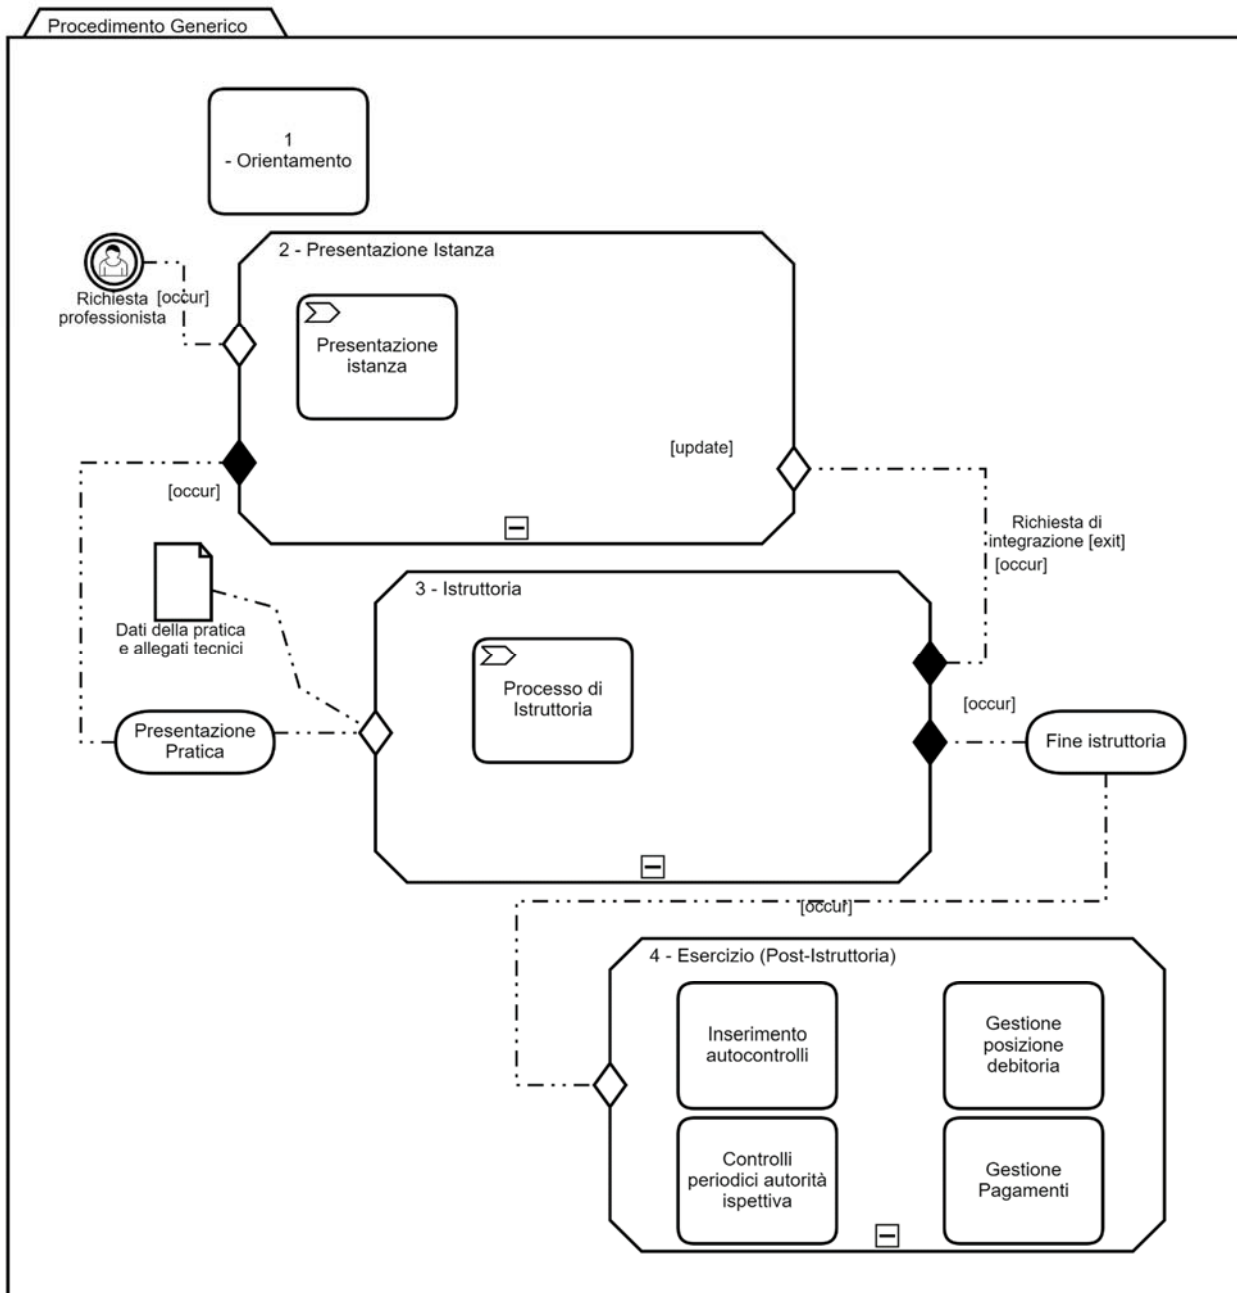 Procedimento Generico
1
- Orientamento
2 - Presentazione Istanza
Richiesta
professionista
[occur]
Presentazione
istanza
[update]
[occur]
Richiesta di
integrazione [exit]
[occur]
3 - Istruttoria
Dati della pratica
e allegati tecnici
Processo di
Istruttoria
[occur]
Presentazione
Pratica
Fine istruttoria
[occur]
4 - Esercizio (Post-Istruttoria)
Inserimento
autocontrolli
Gestione
posizione
debitoria
Controlli
periodici autorità
ispettiva
Gestione
Pagamenti